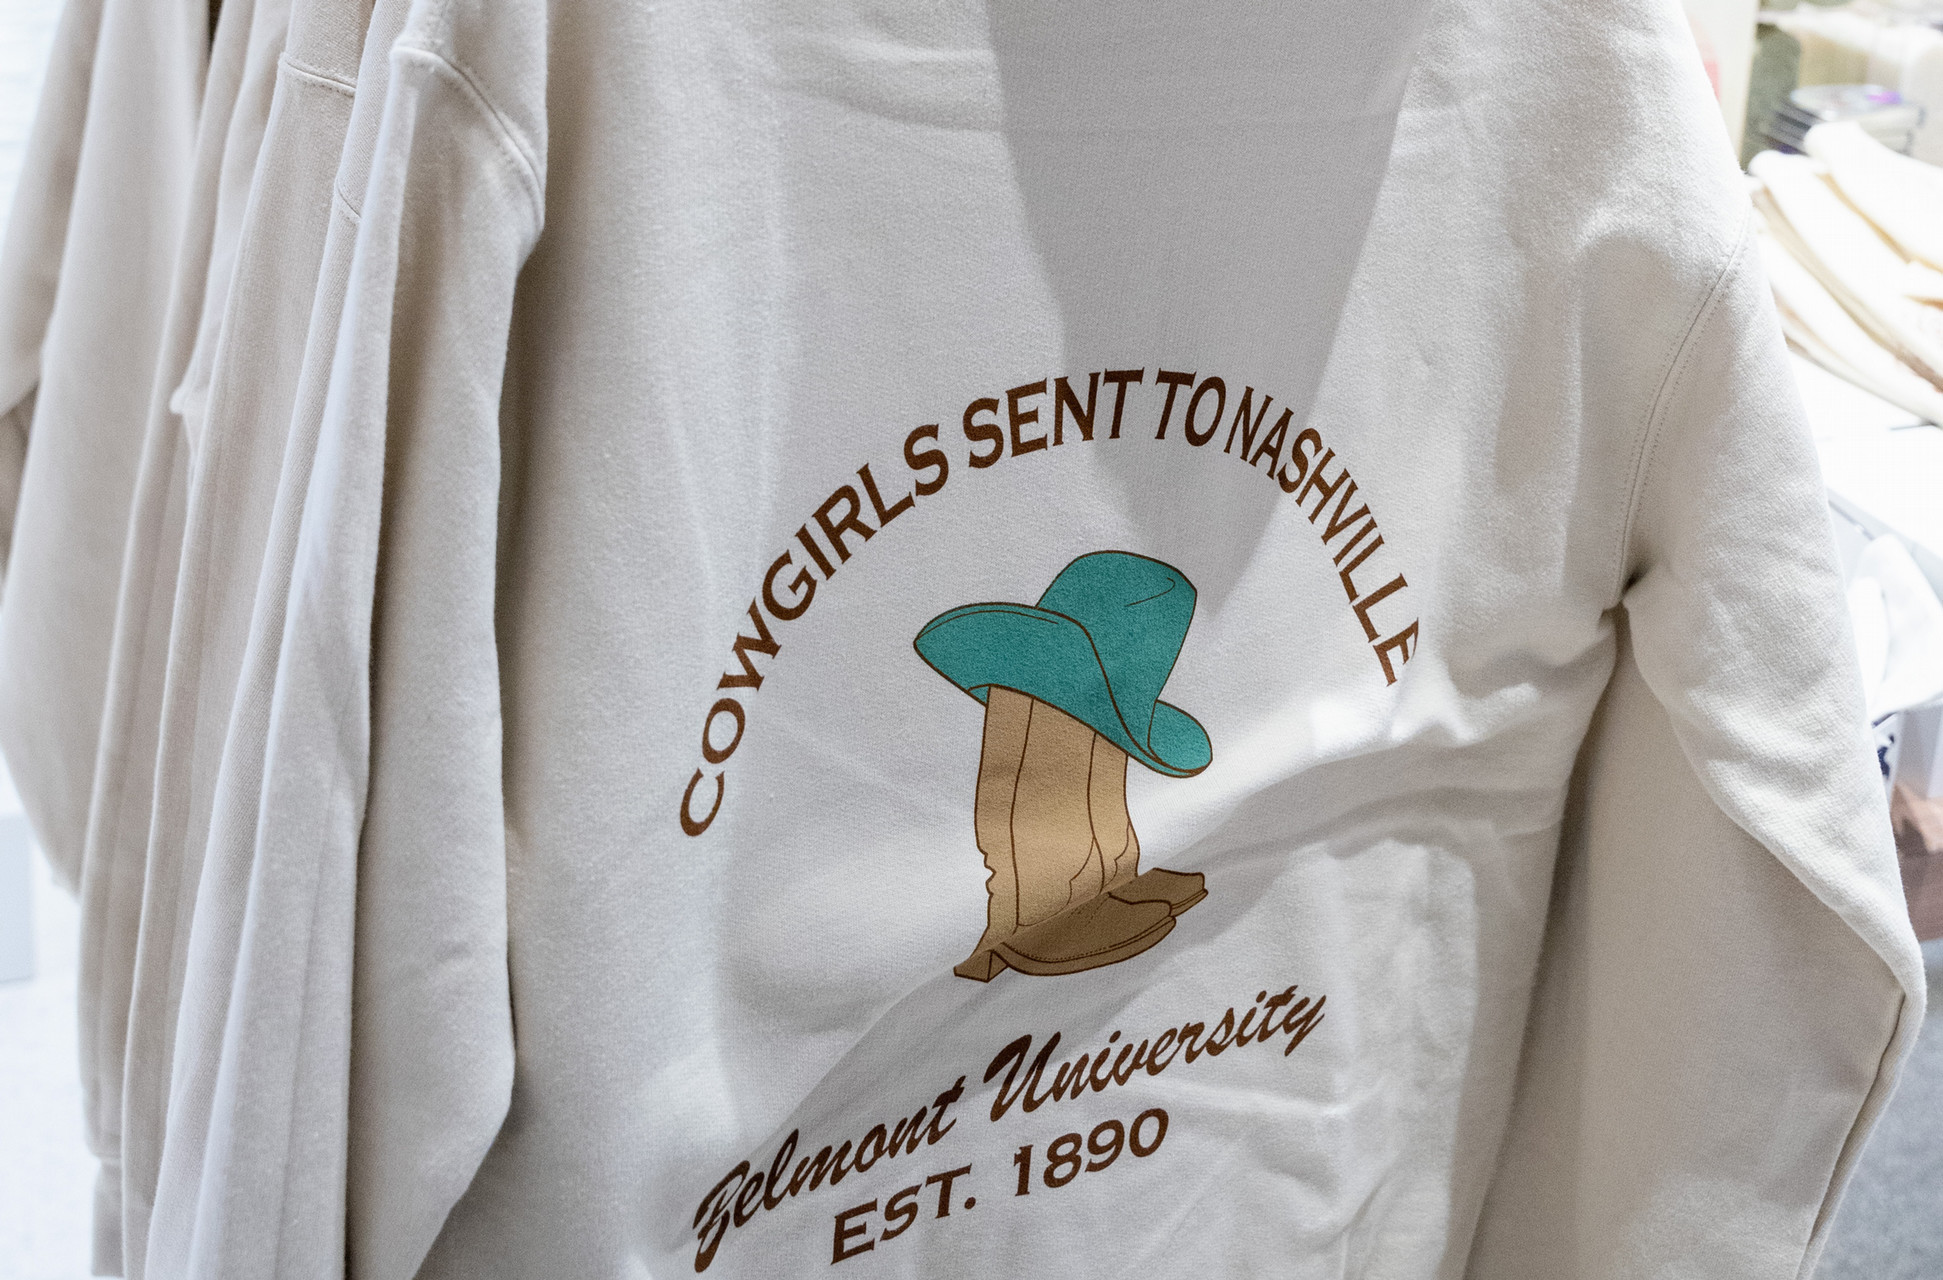 COWGIRLS SENT TO NASHVILLE
Belmont University
EST. 1890